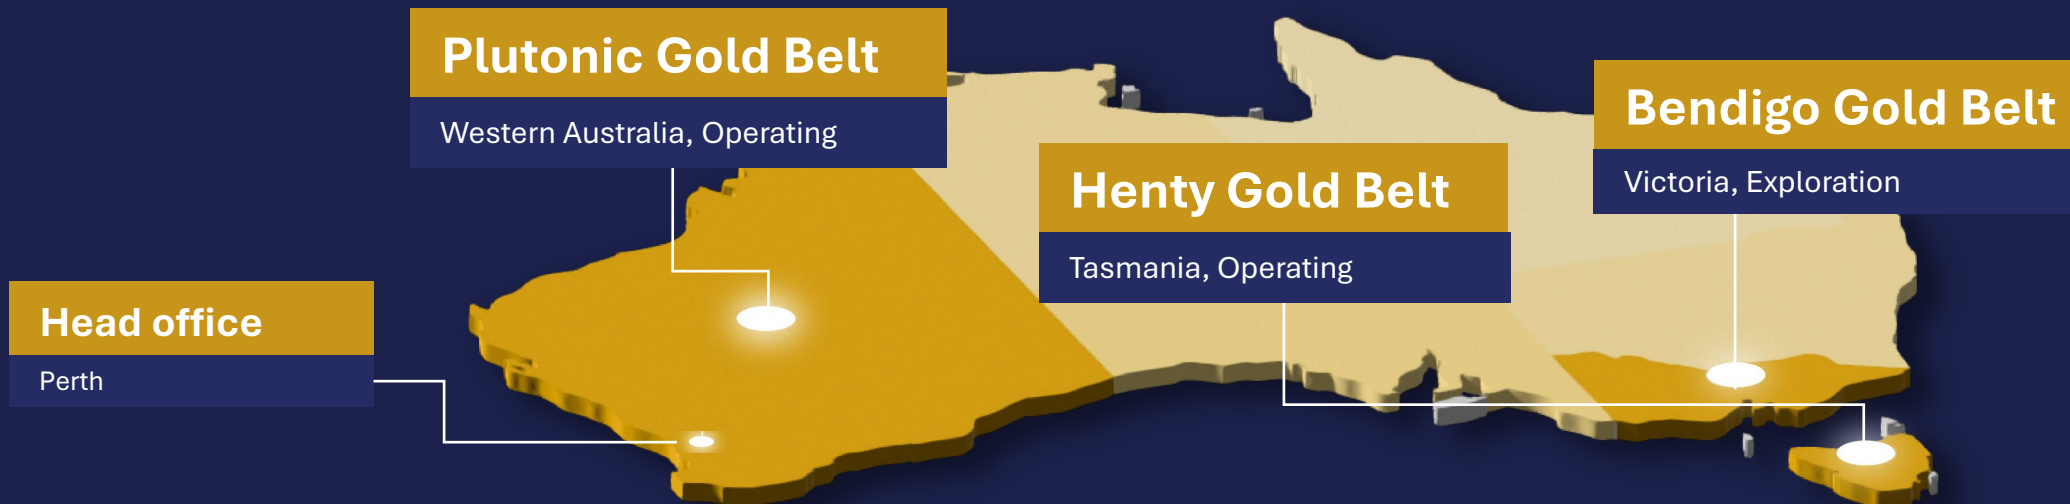 Plutonic Gold Belt
Western Australia, Operating
Bendigo Gold Belt
Victoria, Exploration
Henty Gold Belt
Tasmania, Operating
Head office
Perth